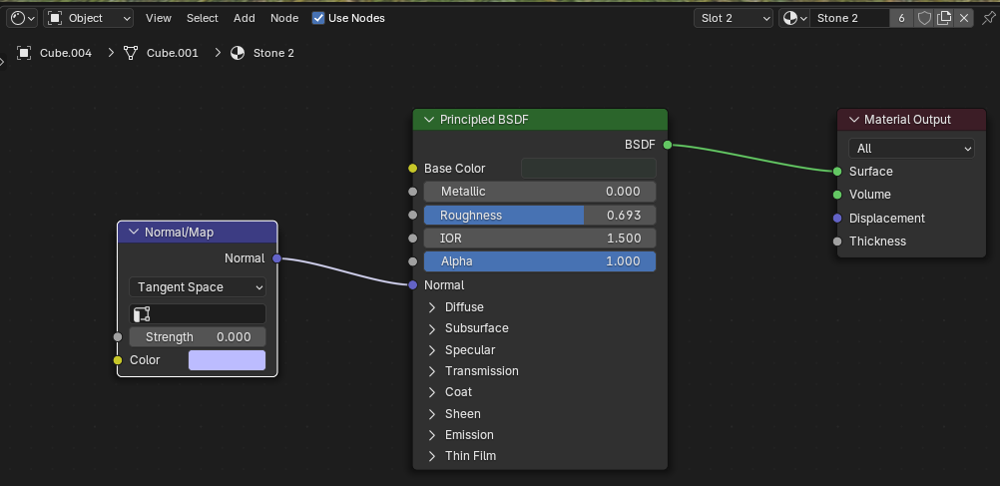 Object View Select Add Node Use Nodes Slot 2 Stone 2 6
Cube.004 Cube.001 Stone 2
Principled BSDF
BSDF
Base Color
Metallic 0.000
Roughness 0.693
IOR 1.500
Alpha 1.000
Normal
Diffuse
Subsurface
Specular
Transmission
Coat
Sheen
Emission
Thin Film
Material Output
All
Surface
Volume
Displacement
Thickness
Normal/Map
Normal
Tangent Space
Strength 0.000
Color